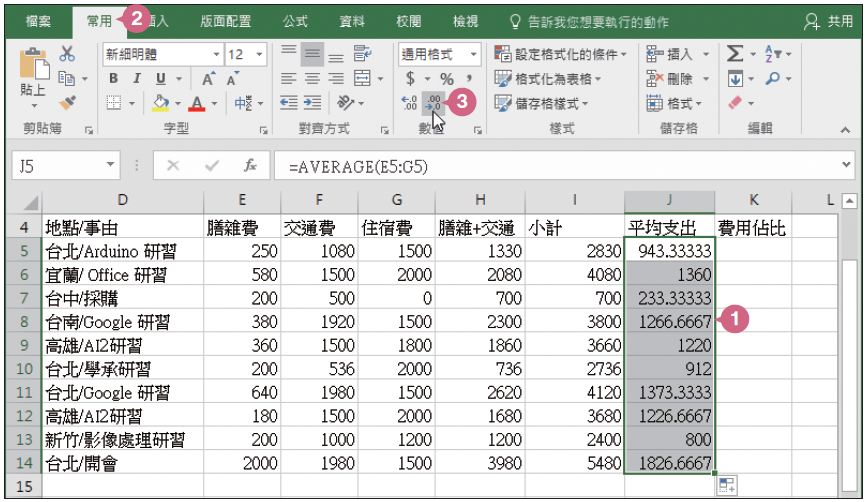 檔案 常用 2 插入 版面配置 公式 資料 校閱 檢視 告訴我您想要執行的動作 共用
新細明體 12 通用格式 設定格式化的條件 插入 Σ
貼上 B I U A A $ % , 3 格式化為表格 刪除
A 中 .00 .00 儲存格樣式 格式
剪貼簿 字型 對齊方式 數值 樣式 儲存格 編輯
J5 fx =AVERAGE(E5:G5)
D E F G H I J K L
4 地點/事由 膳雜費 交通費 住宿費 膳雜+交通 小計 平均支出 費用佔比
5 台北/Arduino 研習 250 1080 1500 1330 2830 943.33333
6 宜蘭/ Office 研習 580 1500 2000 2080 4080 1360
7 台中/採購 200 500 0 700 700 233.33333
8 台南/Google 研習 380 1920 1500 2300 3800 1266.6667 1
9 高雄/AI2研習 360 1500 1800 1860 3660 1220
10 台北/學承研習 200 536 2000 736 2736 912
11 台北/Google 研習 640 1980 1500 2620 4120 1373.3333
12 高雄/AI2研習 180 1500 2000 1680 3680 1226.6667
13 新竹/影像處理研習 200 1000 1200 1200 2400 800
14 台北/開會 2000 1980 1500 3980 5480 1826.6667
15